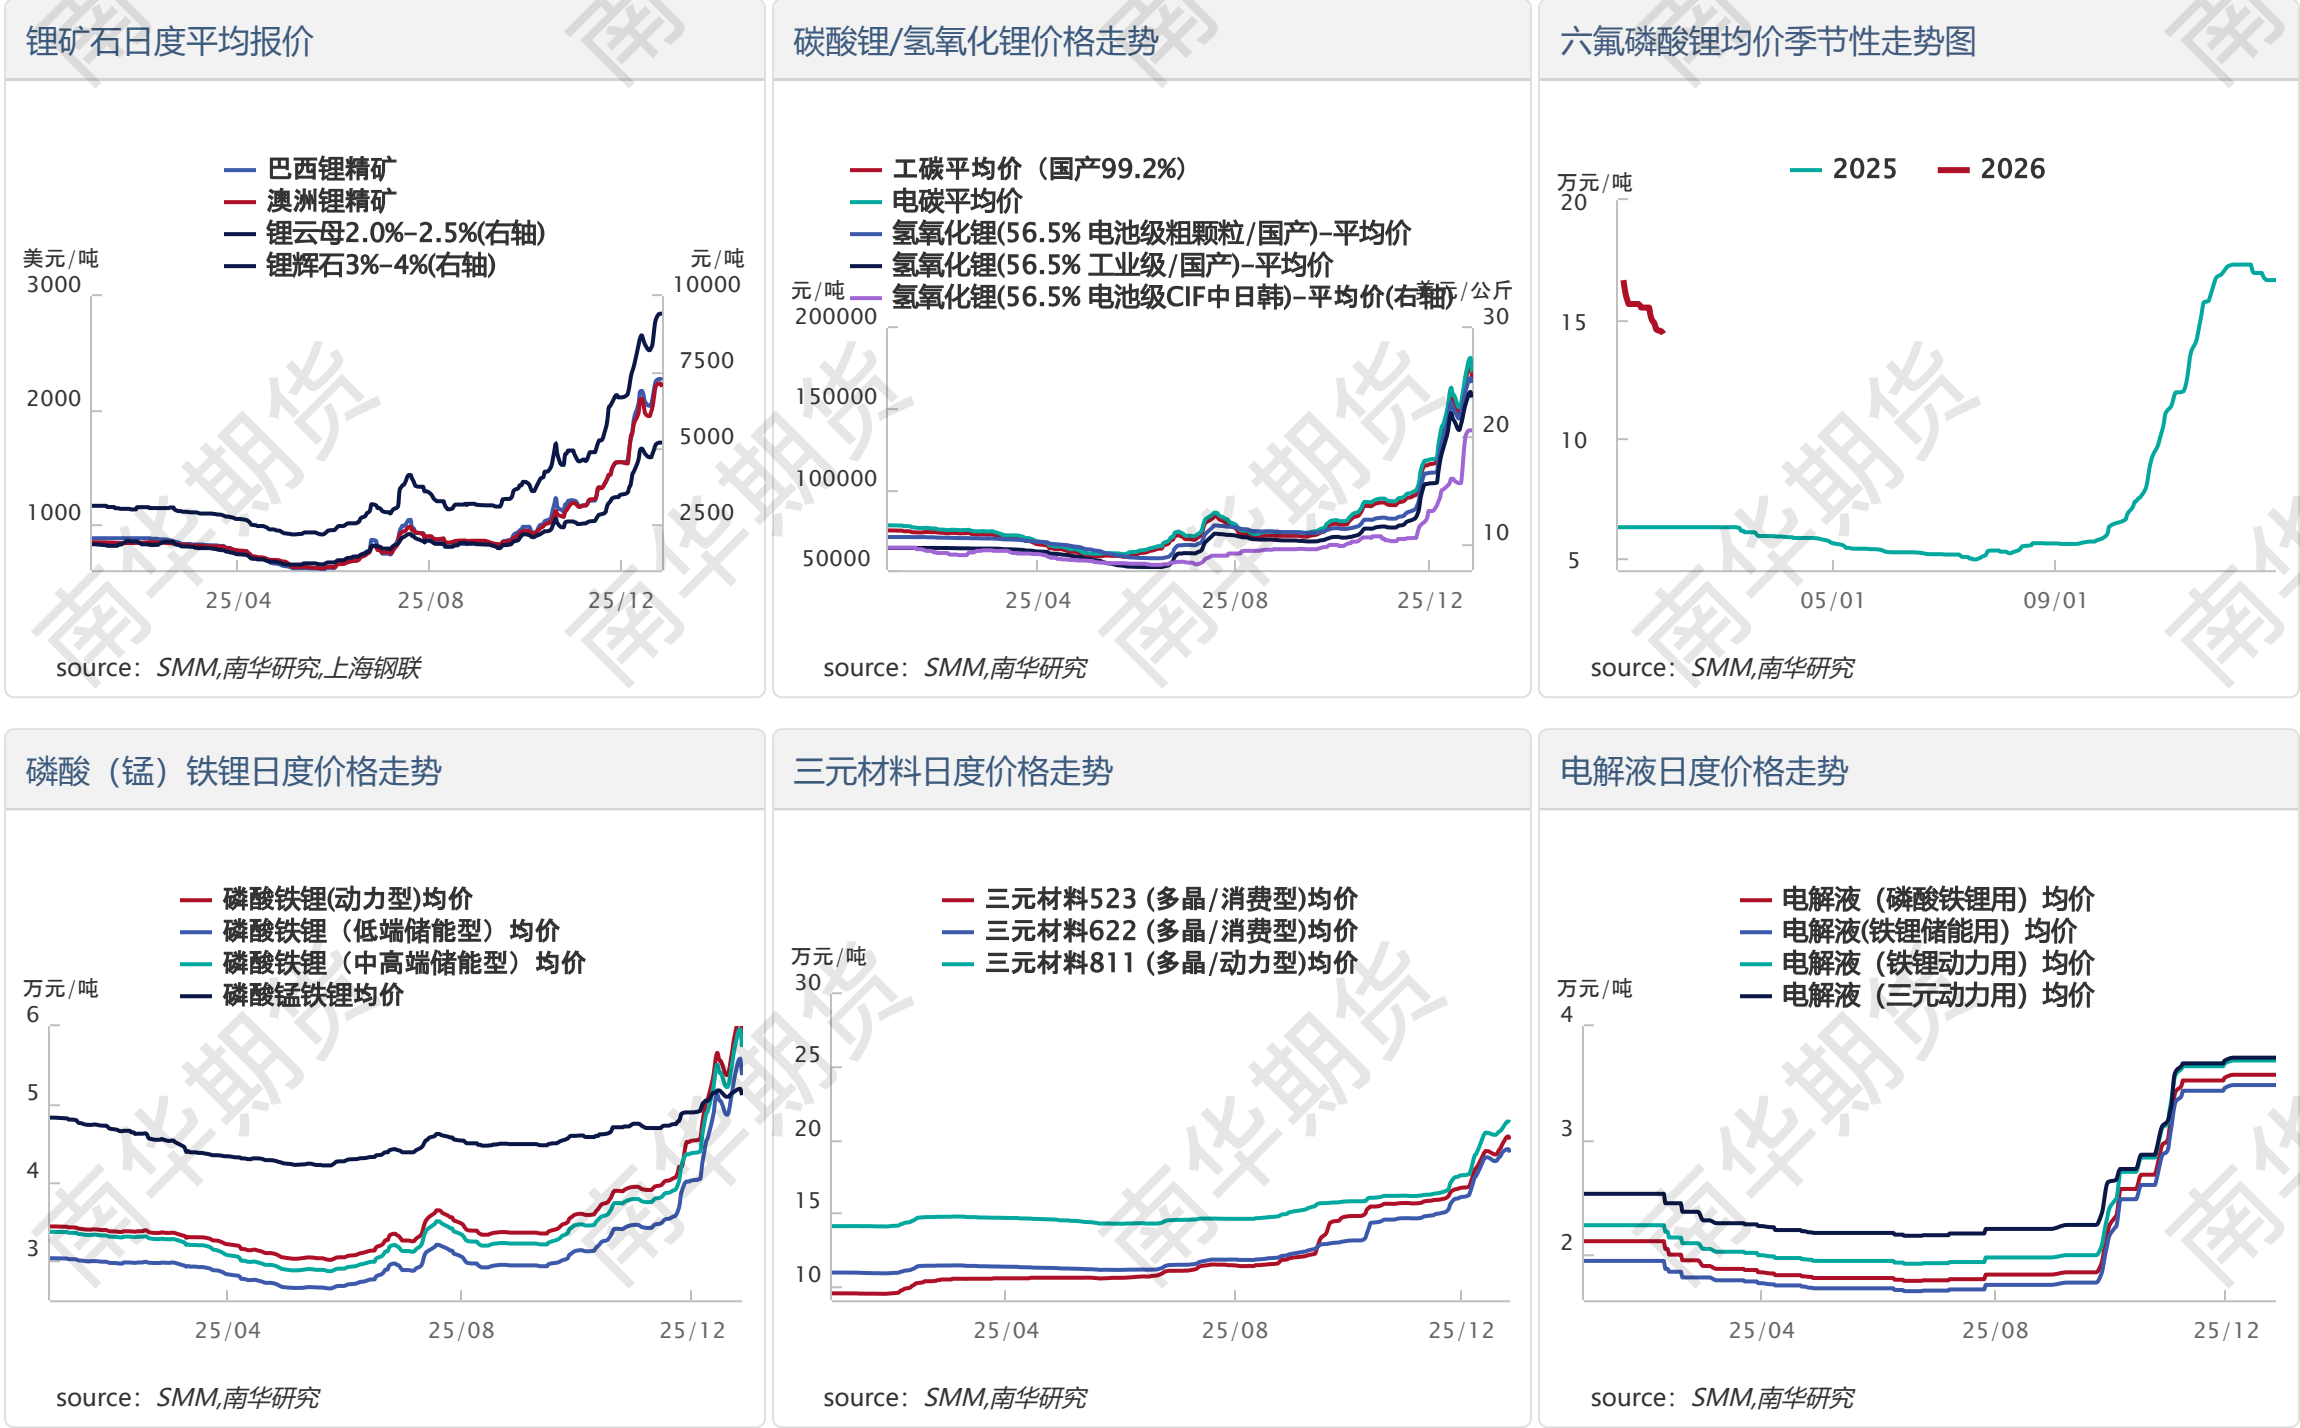 锂矿石日度平均报价
巴西锂精矿
澳洲锂精矿
锂云母2.0%-2.5%(右轴)
锂辉石3%-4%(右轴)
美元/吨
元/吨
3000
2000
1000
10000
7500
5000
2500
25/04
25/08
25/12
source：SMM,南华研究,上海钢联
碳酸锂/氢氧化锂价格走势
工碳平均价（国产99.2%）
电碳平均价
氢氧化锂(56.5% 电池级粗颗粒/国产)-平均价
氢氧化锂(56.5% 工业级/国产)-平均价
氢氧化锂(56.5% 电池级CIF中日韩)-平均价(右轴)
元/吨
美元/公斤
200000
150000
100000
50000
30
20
10
25/04
25/08
25/12
source：SMM,南华研究
六氟磷酸锂均价季节性走势图
2025
2026
万元/吨
20
15
10
5
05/01
09/01
source：SMM,南华研究
磷酸（锰）铁锂日度价格走势
磷酸铁锂(动力型)均价
磷酸铁锂（低端储能型）均价
磷酸铁锂（中高端储能型）均价
磷酸锰铁锂均价
万元/吨
6
5
4
3
25/04
25/08
25/12
source：SMM,南华研究
三元材料日度价格走势
三元材料523 (多晶/消费型)均价
三元材料622 (多晶/消费型)均价
三元材料811 (多晶/动力型)均价
万元/吨
30
25
20
15
10
25/04
25/08
25/12
source：SMM,南华研究
电解液日度价格走势
电解液（磷酸铁锂用）均价
电解液(铁锂储能用）均价
电解液（铁锂动力用）均价
电解液（三元动力用）均价
万元/吨
4
3
2
25/04
25/08
25/12
source：SMM,南华研究
南华期货